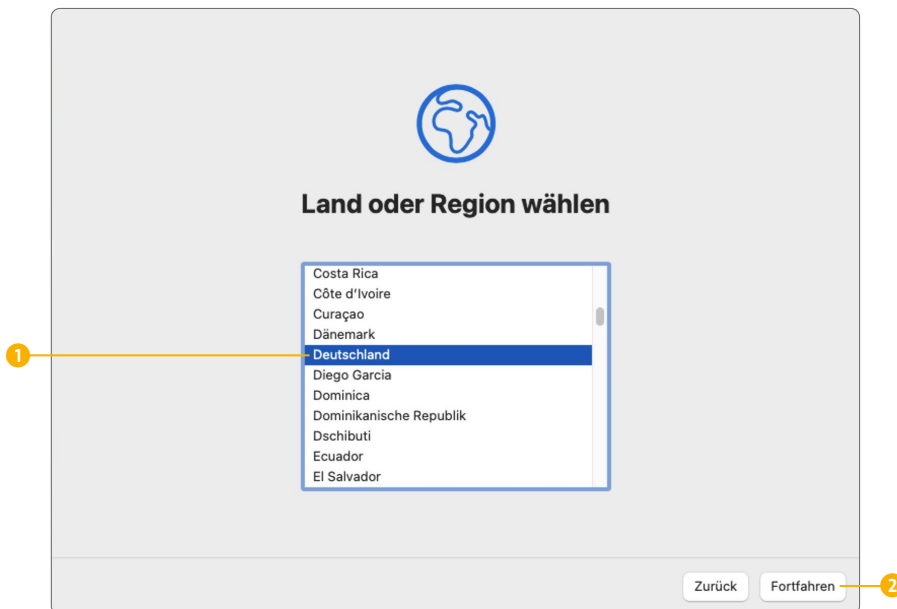 Land oder Region wählen
Costa Rica
Côte d’Ivoire
Curaçao
Dänemark
1 Deutschland
Diego Garcia
Dominica
Dominikanische Republik
Dschibuti
Ecuador
El Salvador
Zurück Fortfahren 2